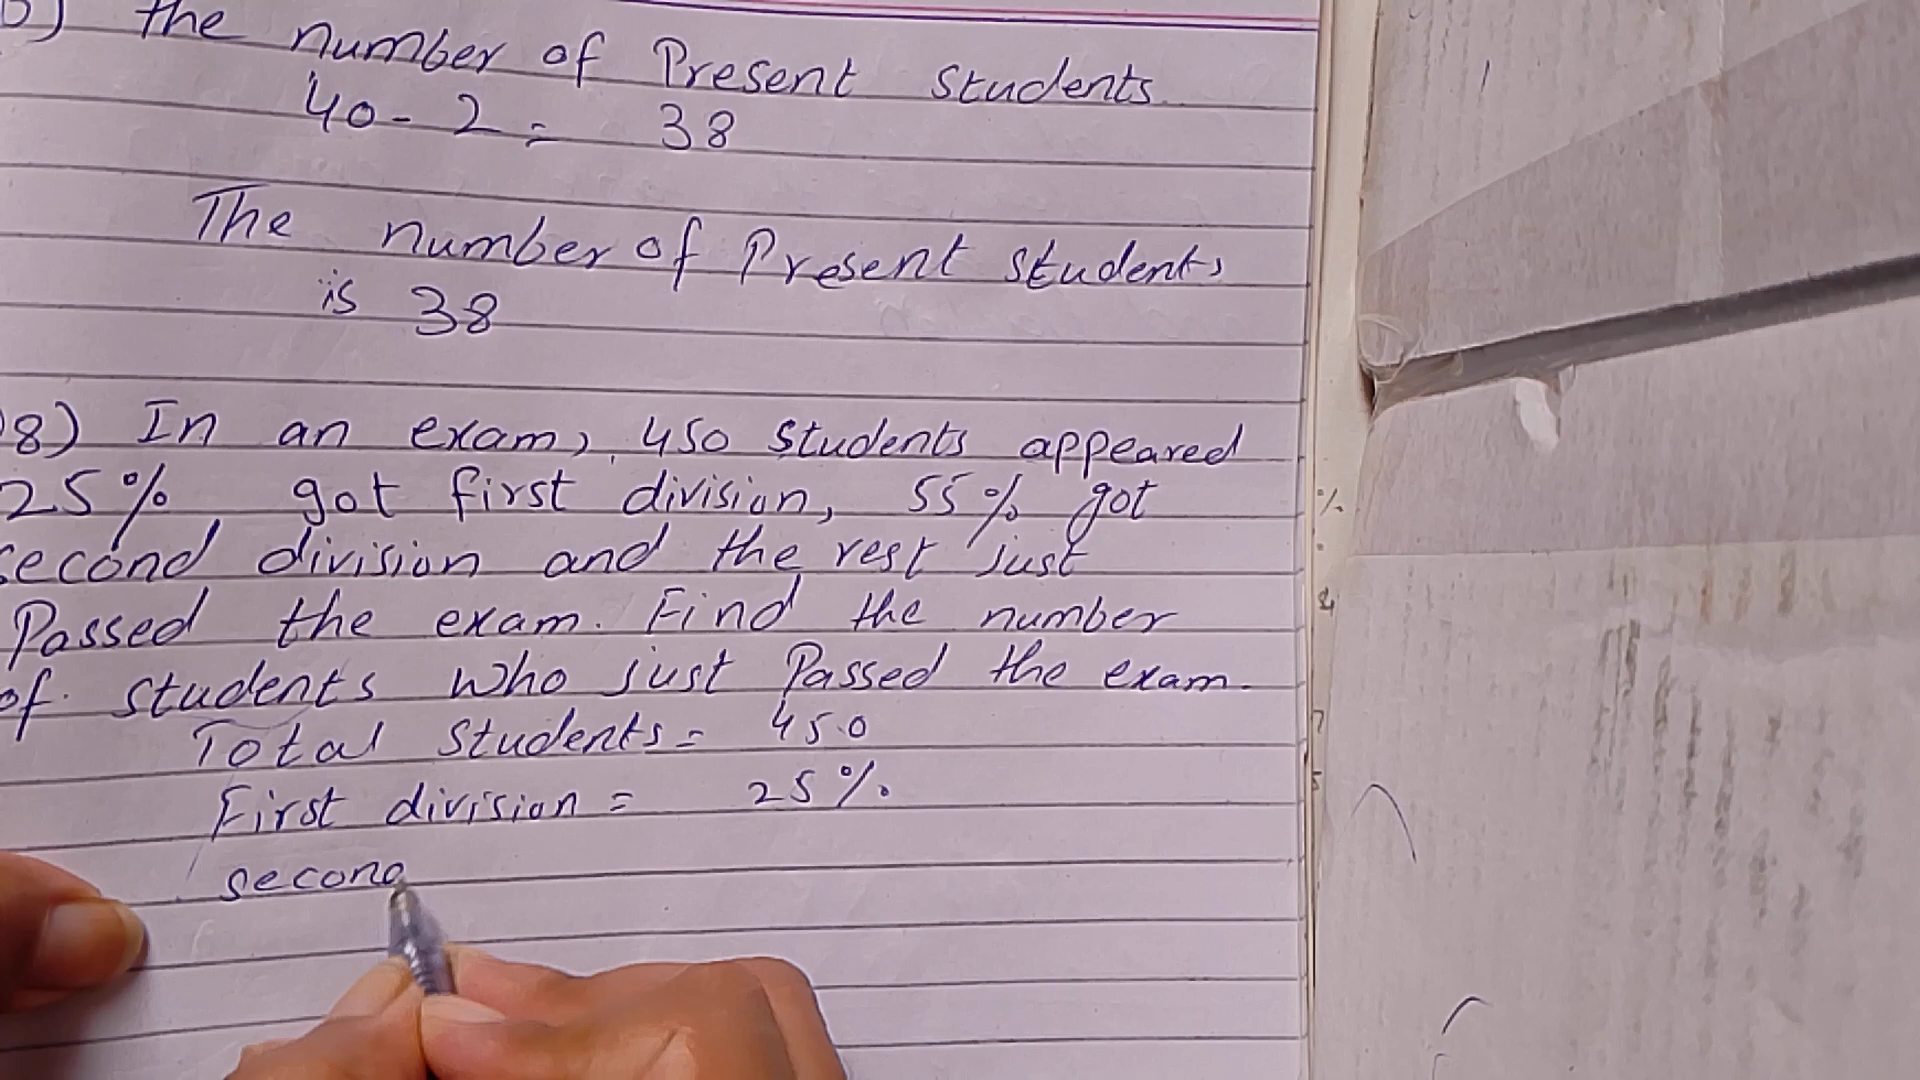 ) the number of Present students
40 - 2 = 38
The number of Present students
is 38
8) In an exam, 450 students appeared
25% got first division, 55% got
second division and the rest just
Passed the exam. Find the number
of students who just Passed the exam.
Total students = 450
First division = 25%
second